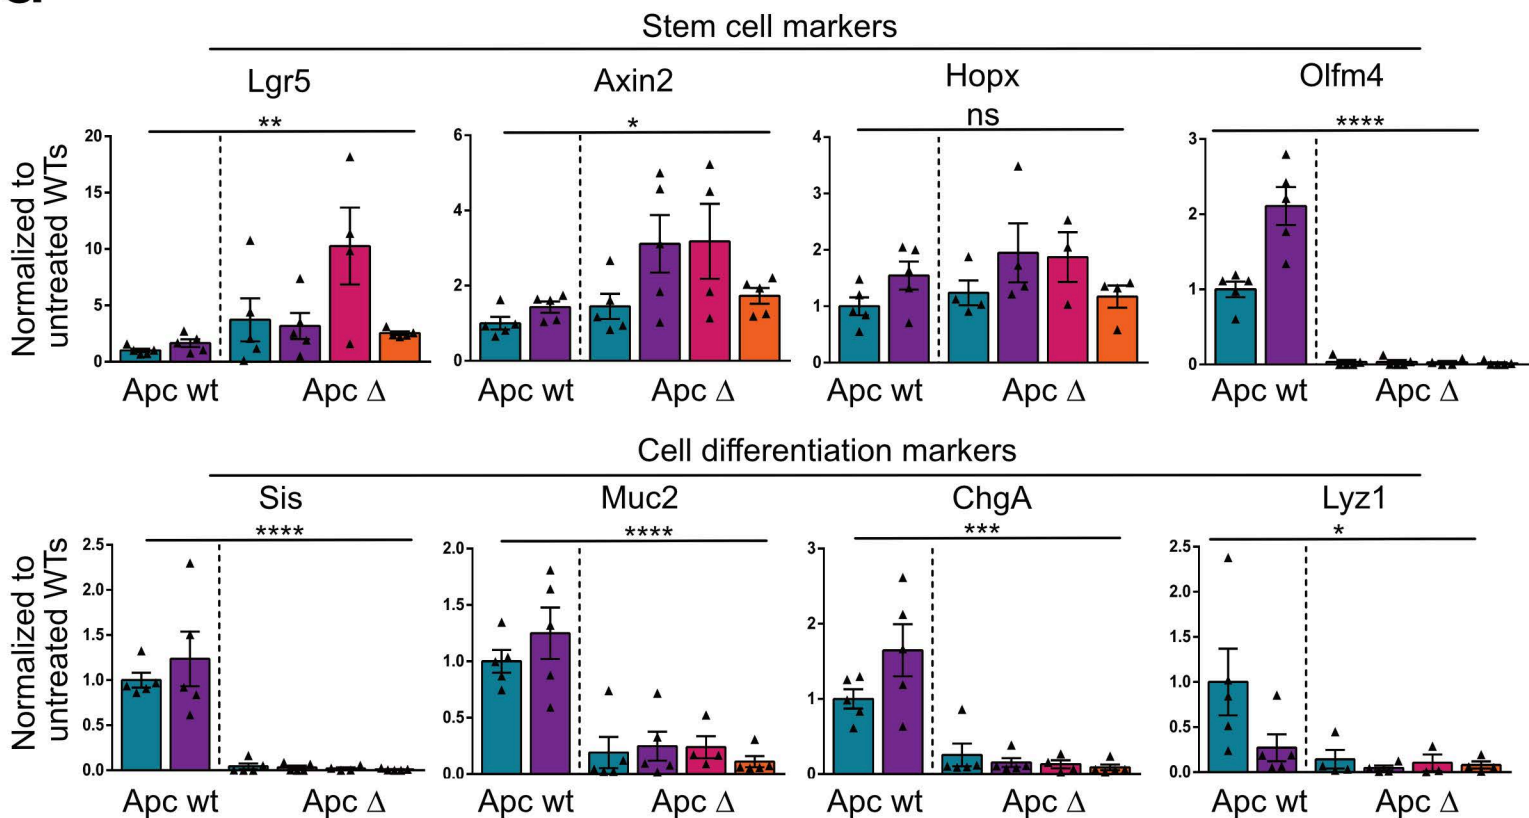 Stem cell markers
Lgr5
Axin2
Hopx
Olfm4
**
*
ns
****
Normalized to
untreated WTs
20
15
10
5
0
6
4
2
0
4
3
2
1
0
3
2
1
0
Apc wt
Apc Δ
Apc wt
Apc Δ
Apc wt
Apc Δ
Apc wt
Apc Δ
Cell differentiation markers
Sis
Muc2
ChgA
Lyz1
****
****
***
*
Normalized to
untreated WTs
2.5
2.0
1.5
1.0
0.5
0.0
2.0
1.5
1.0
0.5
0.0
3
2
1
0
2.5
2.0
1.5
1.0
0.5
0.0
Apc wt
Apc Δ
Apc wt
Apc Δ
Apc wt
Apc Δ
Apc wt
Apc Δ